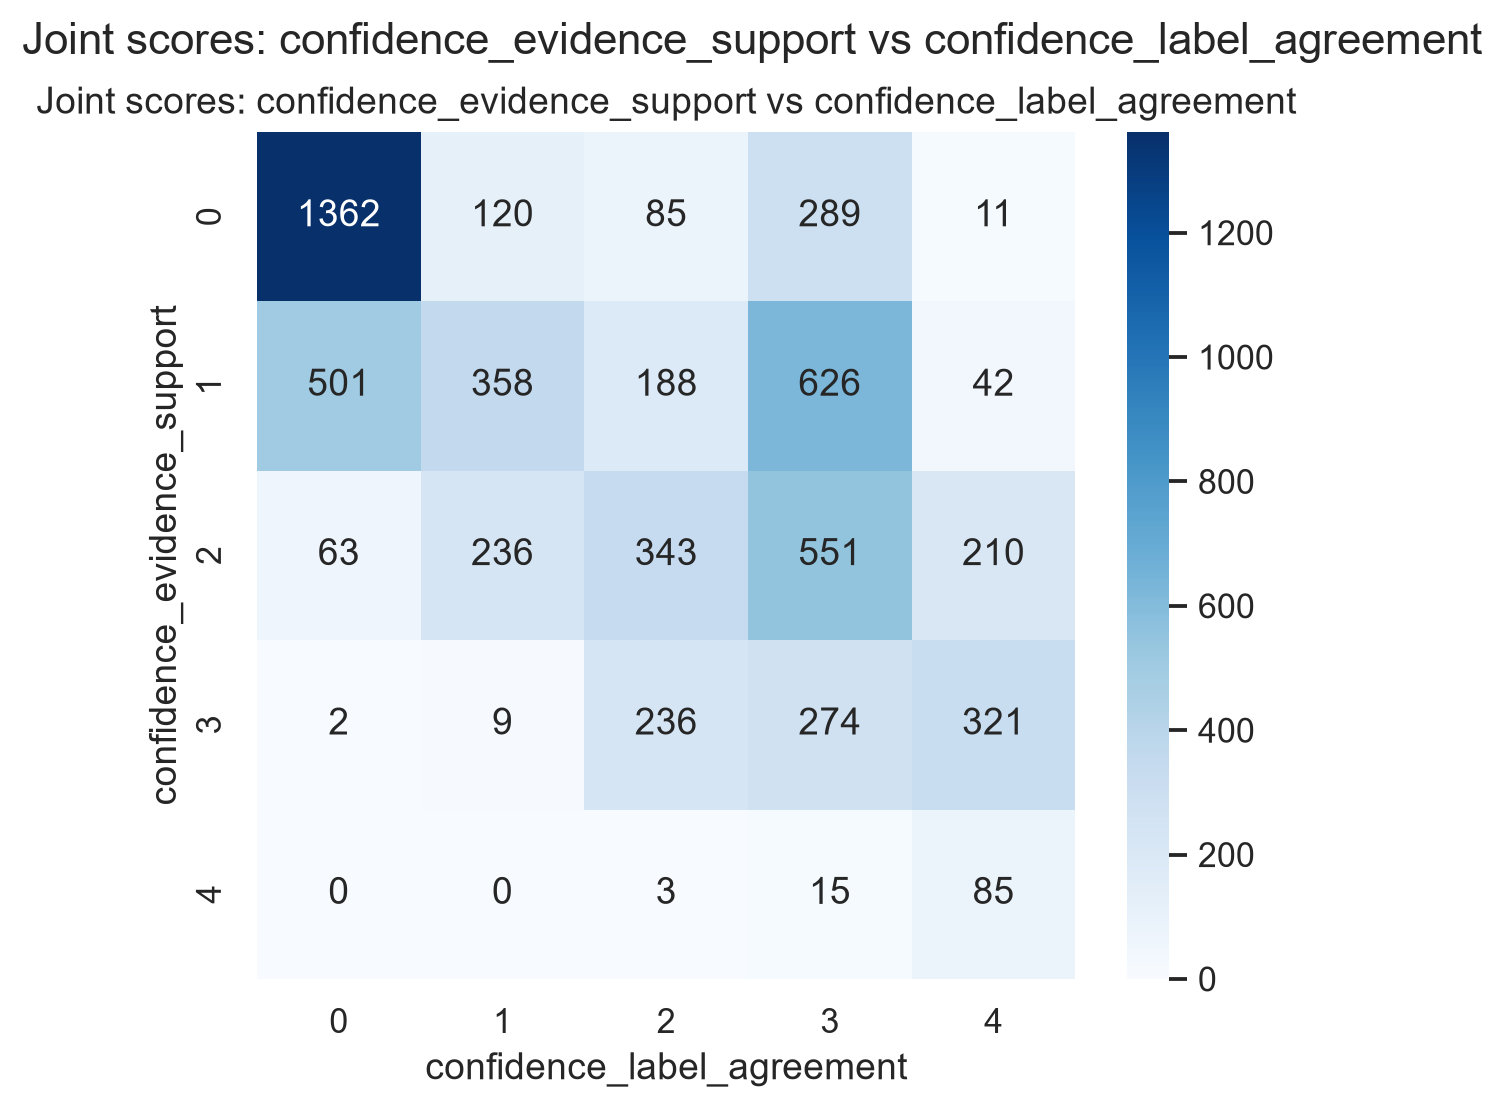 Joint scores: confidence_evidence_support vs confidence_label_agreement
Joint scores: confidence_evidence_support vs confidence_label_agreement
confidence_evidence_support
0 1362 120 85 289 11
1 501 358 188 626 42
2 63 236 343 551 210
3 2 9 236 274 321
4 0 0 3 15 85
0 1 2 3 4
confidence_label_agreement
1200
1000
800
600
400
200
0